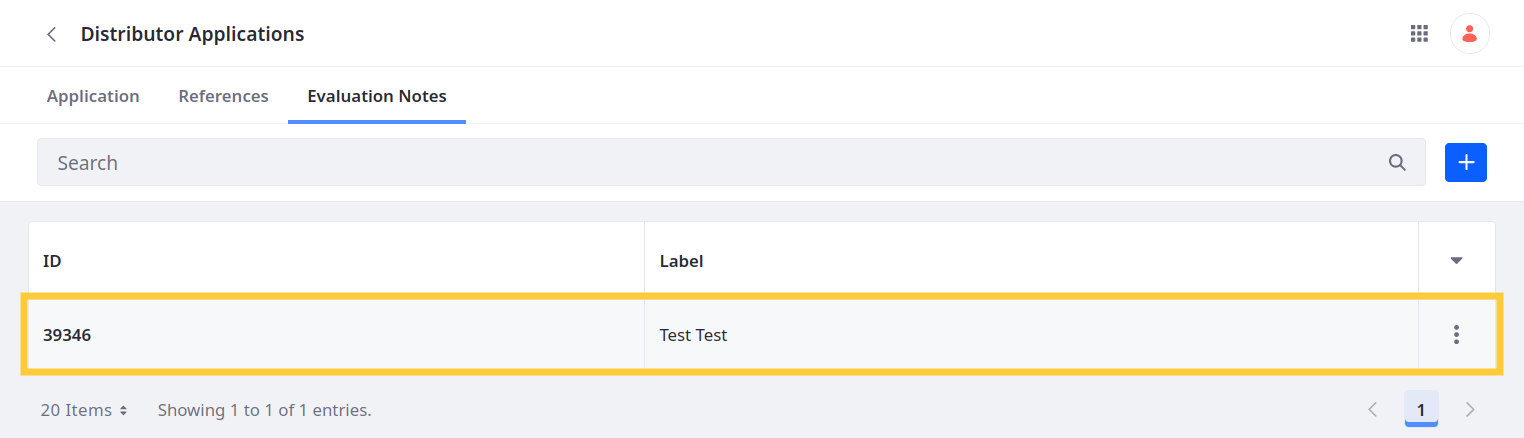 Distributor Applications
Application References Evaluation Notes
Search
ID Label
39346 Test Test
20 Items Showing 1 to 1 of 1 entries. 1